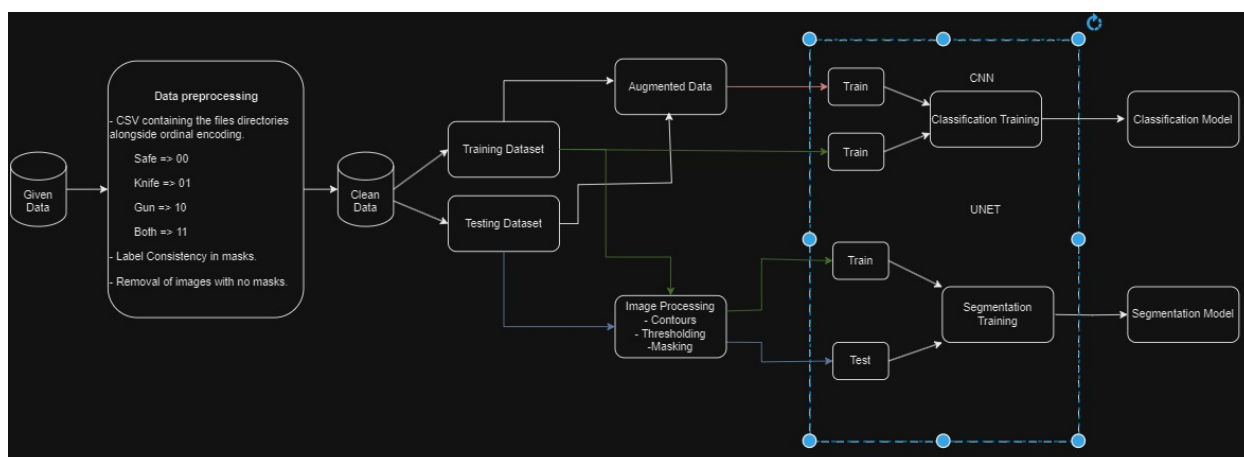 Given
Data
Data preprocessing
- CSV containing the files directories
alongside ordinal encoding.
Safe => 00
Knife => 01
Gun => 10
Both => 11
- Label Consistency in masks.
- Removal of images with no masks.
Clean
Data
Training Dataset
Testing Dataset
Augmented Data
Image Processing
- Contours
- Thresholding
-Masking
Train
Train
CNN
Classification Training
Classification Model
UNET
Train
Test
Segmentation
Training
Segmentation Model